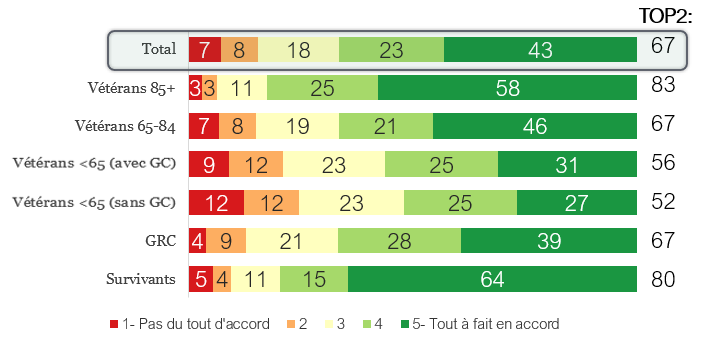 TOP2:
Total 7 8 18 23 43 67
Vétérans 85+ 3 3 11 25 58 83
Vétérans 65-84 7 8 19 21 46 67
Vétérans <65 (avec GC) 9 12 23 25 31 56
Vétérans <65 (sans GC) 12 12 23 25 27 52
GRC 4 9 21 28 39 67
Survivants 5 4 11 15 64 80
1- Pas du tout d'accord 2 3 4 5- Tout à fait en accord